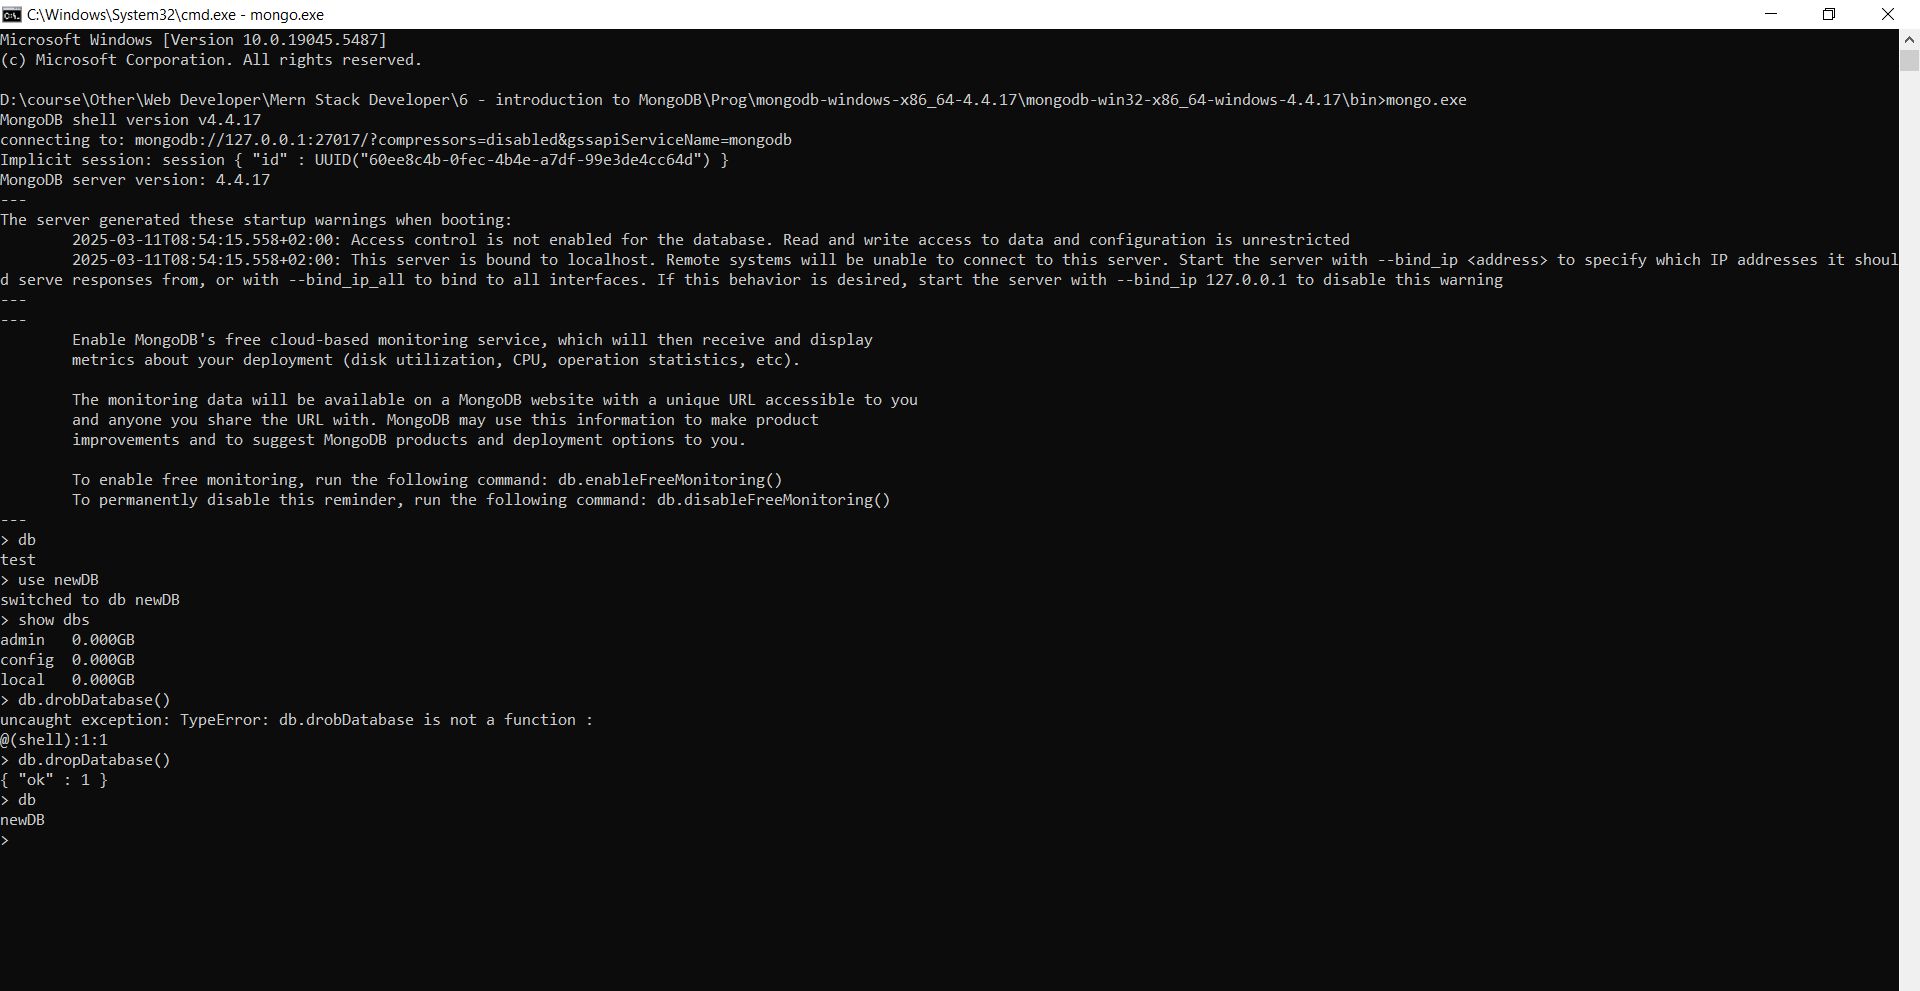 C:\Windows\System32\cmd.exe - mongo.exe
Microsoft Windows [Version 10.0.19045.5487]
(c) Microsoft Corporation. All rights reserved.
D:\course\Other\Web Developer\Mern Stack Developer\6 - introduction to MongoDB\Prog\mongodb-windows-x86_64-4.4.17\mongodb-win32-x86_64-windows-4.4.17\bin>mongo.exe
MongoDB shell version v4.4.17
connecting to: mongodb://127.0.0.1:27017/?compressors=disabled&gssapiServiceName=mongodb
Implicit session: session { "id" : UUID("60ee8c4b-0fec-4b4e-a7df-99e3de4cc64d") }
MongoDB server version: 4.4.17
---
The server generated these startup warnings when booting:
        2025-03-11T08:54:15.558+02:00: Access control is not enabled for the database. Read and write access to data and configuration is unrestricted
        2025-03-11T08:54:15.558+02:00: This server is bound to localhost. Remote systems will be unable to connect to this server. Start the server with --bind_ip <address> to specify which IP addresses it shoul
d serve responses from, or with --bind_ip_all to bind to all interfaces. If this behavior is desired, start the server with --bind_ip 127.0.0.1 to disable this warning
---
---
        Enable MongoDB's free cloud-based monitoring service, which will then receive and display
        metrics about your deployment (disk utilization, CPU, operation statistics, etc).
        The monitoring data will be available on a MongoDB website with a unique URL accessible to you
        and anyone you share the URL with. MongoDB may use this information to make product
        improvements and to suggest MongoDB products and deployment options to you.
        To enable free monitoring, run the following command: db.enableFreeMonitoring()
        To permanently disable this reminder, run the following command: db.disableFreeMonitoring()
---
> db
test
> use newDB
switched to db newDB
> show dbs
admin   0.000GB
config  0.000GB
local   0.000GB
> db.drobDatabase()
uncaught exception: TypeError: db.drobDatabase is not a function :
@(shell):1:1
> db.dropDatabase()
{ "ok" : 1 }
> db
newDB
>